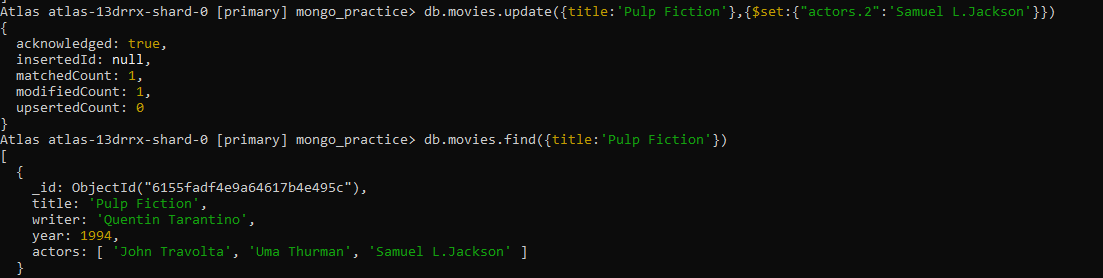 Atlas atlas-13drrx-shard-0 [primary] mongo_practice> db.movies.update({title:'Pulp Fiction'},{$set:{"actors.2":'Samuel L.Jackson'}})
{
  acknowledged: true,
  insertedId: null,
  matchedCount: 1,
  modifiedCount: 1,
  upsertedCount: 0
}
Atlas atlas-13drrx-shard-0 [primary] mongo_practice> db.movies.find({title:'Pulp Fiction'})
[
  {
    _id: ObjectId("6155fadf4e9a64617b4e495c"),
    title: 'Pulp Fiction',
    writer: 'Quentin Tarantino',
    year: 1994,
    actors: [ 'John Travolta', 'Uma Thurman', 'Samuel L.Jackson' ]
  }